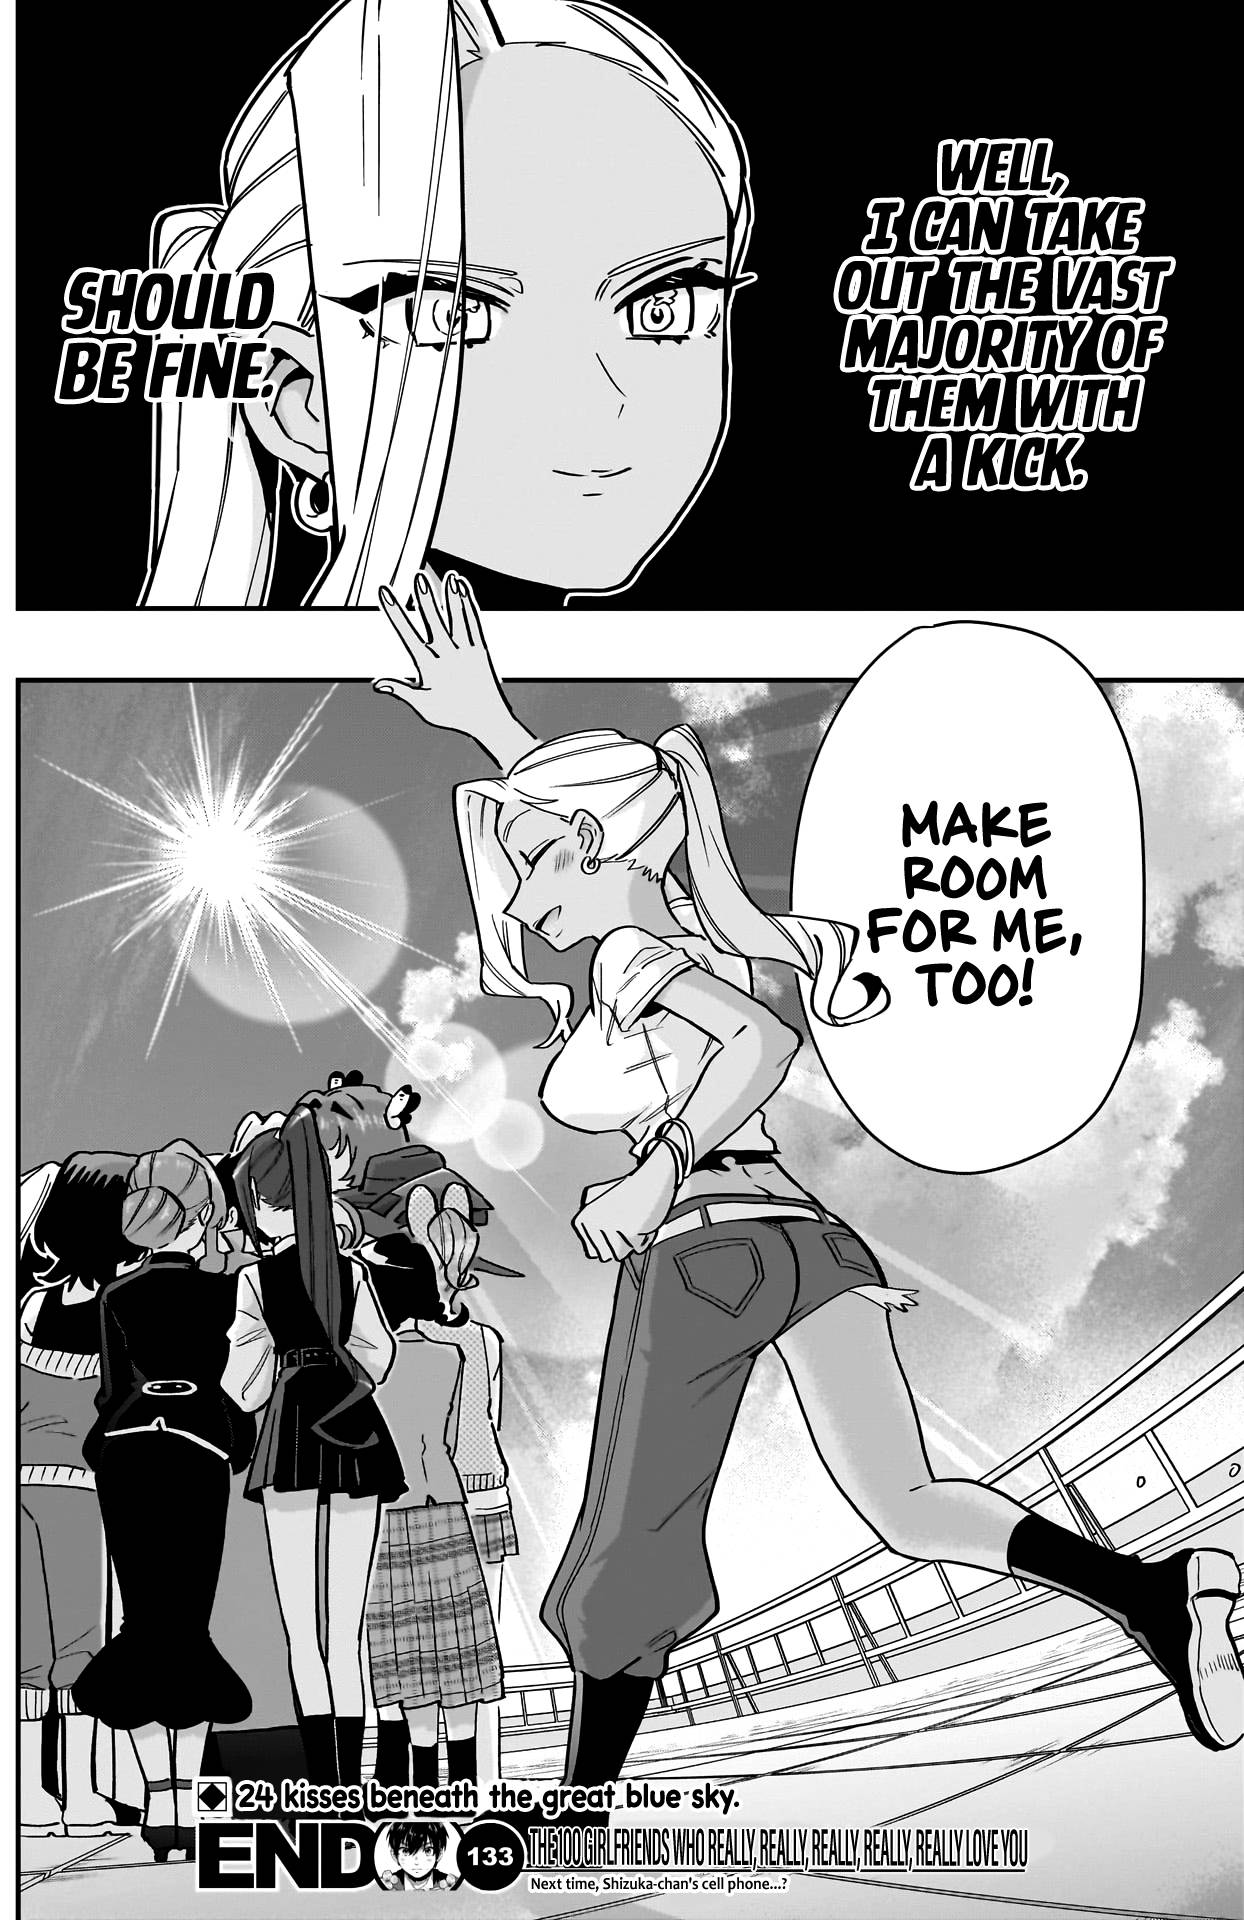 WELL,
I CAN TAKE
OUT THE VAST
MAJORITY OF
THEM WITH
A KICK.
SHOULD
BE FINE.
MAKE
ROOM
FOR ME,
TOO!
24 kisses beneath the great blue sky.
END 133 THE 100 GIRLFRIENDS WHO REALLY, REALLY, REALLY, REALLY, REALLY LOVE YOU
Next time, Shizuka-chan's cell phone...?